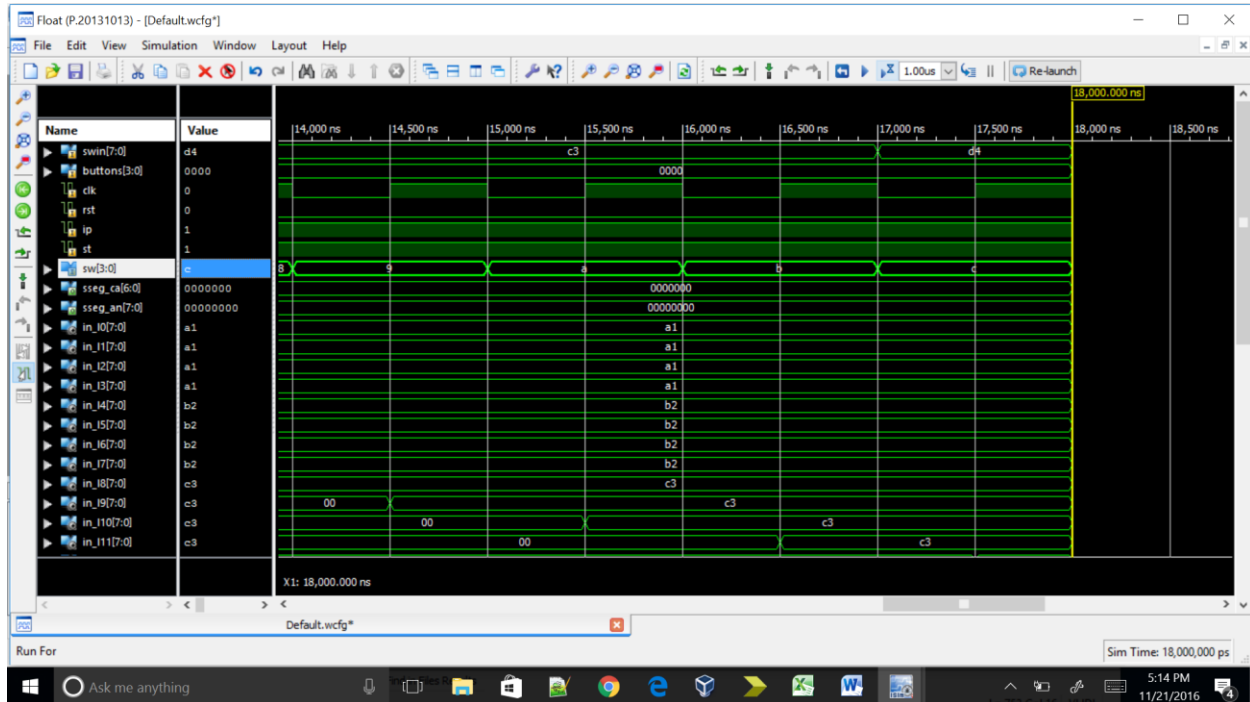 Float (P.20131013) - [Default.wcfg*]
File Edit View Simulation Window Layout Help
1.00us Re-launch
18,000.000 ns
Name Value 14,000 ns 14,500 ns 15,000 ns 15,500 ns 16,000 ns 16,500 ns 17,000 ns 17,500 ns 18,000 ns 18,500 ns
swin[7:0] d4 c3 d4
buttons[3:0] 0000 0000
clk 0
rst 0
ip 1
st 1
sw[3:0] c 8 9 a b c
sseg_ca[6:0] 0000000 0000000
sseg_an[7:0] 00000000 00000000
in_I0[7:0] a1 a1
in_I1[7:0] a1 a1
in_I2[7:0] a1 a1
in_I3[7:0] a1 a1
in_I4[7:0] b2 b2
in_I5[7:0] b2 b2
in_I6[7:0] b2 b2
in_I7[7:0] b2 b2
in_I8[7:0] c3 c3
in_I9[7:0] c3 00 c3
in_I10[7:0] c3 00 c3
in_I11[7:0] c3 00 c3
X1: 18,000.000 ns
Default.wcfg*
Run For Sim Time: 18,000,000 ps
Ask me anything
5:14 PM
11/21/2016
4